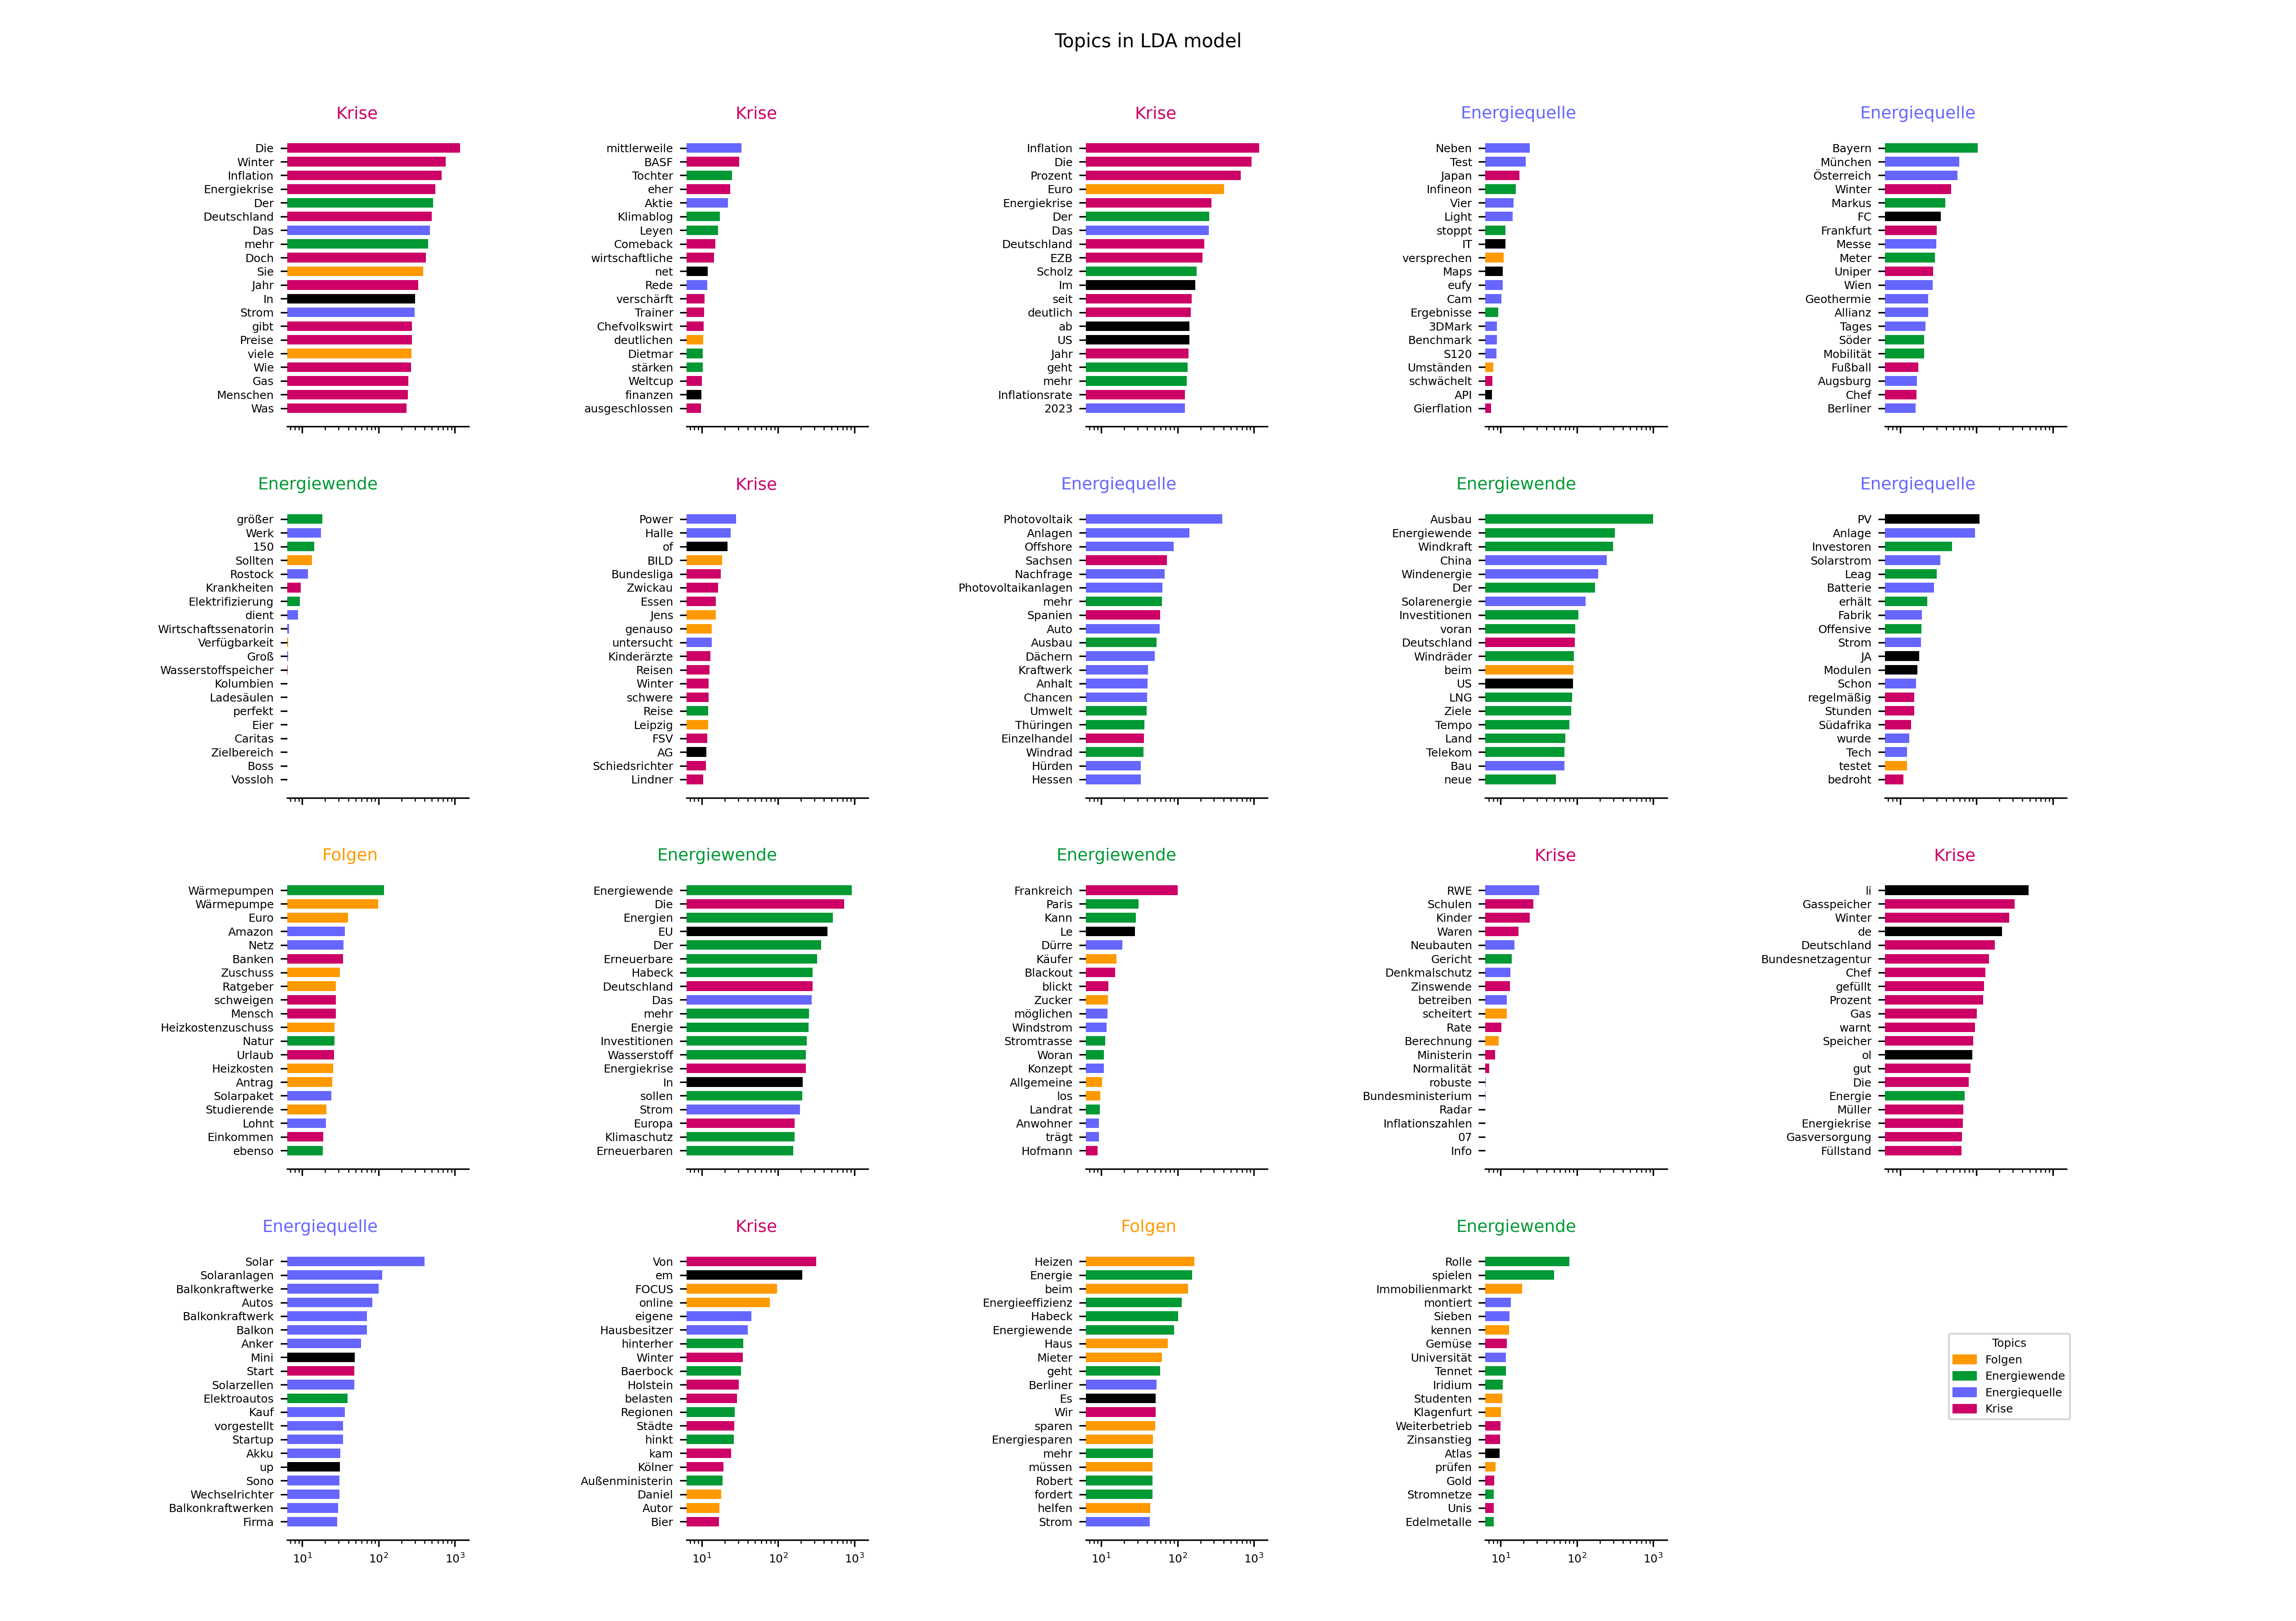 Topics in LDA model
Krise
Die
Winter
Inflation
Energiekrise
Der
Deutschland
Das
mehr
Doch
Sie
Jahr
In
Strom
gibt
Preise
viele
Wie
Gas
Menschen
Was
Krise
mittlerweile
BASF
Tochter
eher
Aktie
Klimablog
Leyen
Comeback
wirtschaftliche
net
Rede
verschärft
Trainer
Chefvolkswirt
deutlichen
Dietmar
stärken
Weltcup
finanzen
ausgeschlossen
Krise
Inflation
Die
Prozent
Euro
Energiekrise
Der
Das
Deutschland
EZB
Scholz
Im
seit
deutlich
ab
US
Jahr
geht
mehr
Inflationsrate
2023
Energiequelle
Neben
Test
Japan
Infineon
Vier
Light
stoppt
IT
versprechen
Maps
eufy
Cam
Ergebnisse
3DMark
Benchmark
S120
Umständen
schwächelt
API
Gierflation
Energiequelle
Bayern
München
Österreich
Winter
Markus
FC
Frankfurt
Messe
Meter
Uniper
Wien
Geothermie
Allianz
Tages
Söder
Mobilität
Fußball
Augsburg
Chef
Berliner
Energiewende
größer
Werk
150
Sollten
Rostock
Krankheiten
Elektrifizierung
dient
Wirtschaftssenatorin
Verfügbarkeit
Groß
Wasserstoffspeicher
Kolumbien
Ladesäulen
perfekt
Eier
Caritas
Zielbereich
Boss
Vossloh
Krise
Power
Halle
of
BILD
Bundesliga
Zwickau
Essen
Jens
genauso
untersucht
Kinderärzte
Reisen
Winter
schwere
Reise
Leipzig
FSV
AG
Schiedsrichter
Lindner
Energiequelle
Photovoltaik
Anlagen
Offshore
Sachsen
Nachfrage
Photovoltaikanlagen
mehr
Spanien
Auto
Ausbau
Dächern
Kraftwerk
Anhalt
Chancen
Umwelt
Thüringen
Einzelhandel
Windrad
Hürden
Hessen
Energiewende
Ausbau
Energiewende
Windkraft
China
Windenergie
Der
Solarenergie
Investitionen
voran
Deutschland
Windräder
beim
US
LNG
Ziele
Tempo
Land
Telekom
Bau
neue
Energiequelle
PV
Anlage
Investoren
Solarstrom
Leag
Batterie
erhält
Fabrik
Offensive
Strom
JA
Modulen
Schon
regelmäßig
Stunden
Südafrika
wurde
Tech
testet
bedroht
Folgen
Wärmepumpen
Wärmepumpe
Euro
Amazon
Netz
Banken
Zuschuss
Ratgeber
schweigen
Mensch
Heizkostenzuschuss
Natur
Urlaub
Heizkosten
Antrag
Solarpaket
Studierende
Lohnt
Einkommen
ebenso
Energiewende
Energiewende
Die
Energien
EU
Der
Erneuerbare
Habeck
Deutschland
Das
mehr
Energie
Investitionen
Wasserstoff
Energiekrise
In
sollen
Strom
Europa
Klimaschutz
Erneuerbaren
Energiewende
Frankreich
Paris
Kann
Le
Dürre
Käufer
Blackout
blickt
Zucker
möglichen
Windstrom
Stromtrasse
Woran
Konzept
Allgemeine
los
Landrat
Anwohner
trägt
Hofmann
Krise
RWE
Schulen
Kinder
Waren
Neubauten
Gericht
Denkmalschutz
Zinswende
betreiben
scheitert
Rate
Berechnung
Ministerin
Normalität
robuste
Bundesministerium
Radar
Inflationszahlen
07
Info
Krise
li
Gasspeicher
Winter
de
Deutschland
Bundesnetzagentur
Chef
gefüllt
Prozent
Gas
warnt
Speicher
ol
gut
Die
Energie
Müller
Energiekrise
Gasversorgung
Füllstand
Energiequelle
Solar
Solaranlagen
Balkonkraftwerke
Autos
Balkonkraftwerk
Balkon
Anker
Mini
Start
Solarzellen
Elektroautos
Kauf
vorgestellt
Startup
Akku
up
Sono
Wechselrichter
Balkonkraftwerken
Firma
10¹ 10² 10³
Krise
Von
em
FOCUS
online
eigene
Hausbesitzer
hinterher
Winter
Baerbock
Holstein
belasten
Regionen
Städte
hinkt
kam
Kölner
Außenministerin
Daniel
Autor
Bier
10¹ 10² 10³
Folgen
Heizen
Energie
beim
Energieeffizienz
Habeck
Energiewende
Haus
Mieter
geht
Berliner
Es
Wir
sparen
Energiesparen
mehr
müssen
Robert
fordert
helfen
Strom
10¹ 10² 10³
Energiewende
Rolle
spielen
Immobilienmarkt
montiert
Sieben
kennen
Gemüse
Universität
Tennet
Iridium
Studenten
Klagenfurt
Weiterbetrieb
Zinsanstieg
Atlas
prüfen
Gold
Stromnetze
Unis
Edelmetalle
10¹ 10² 10³
Topics
Folgen
Energiewende
Energiequelle
Krise